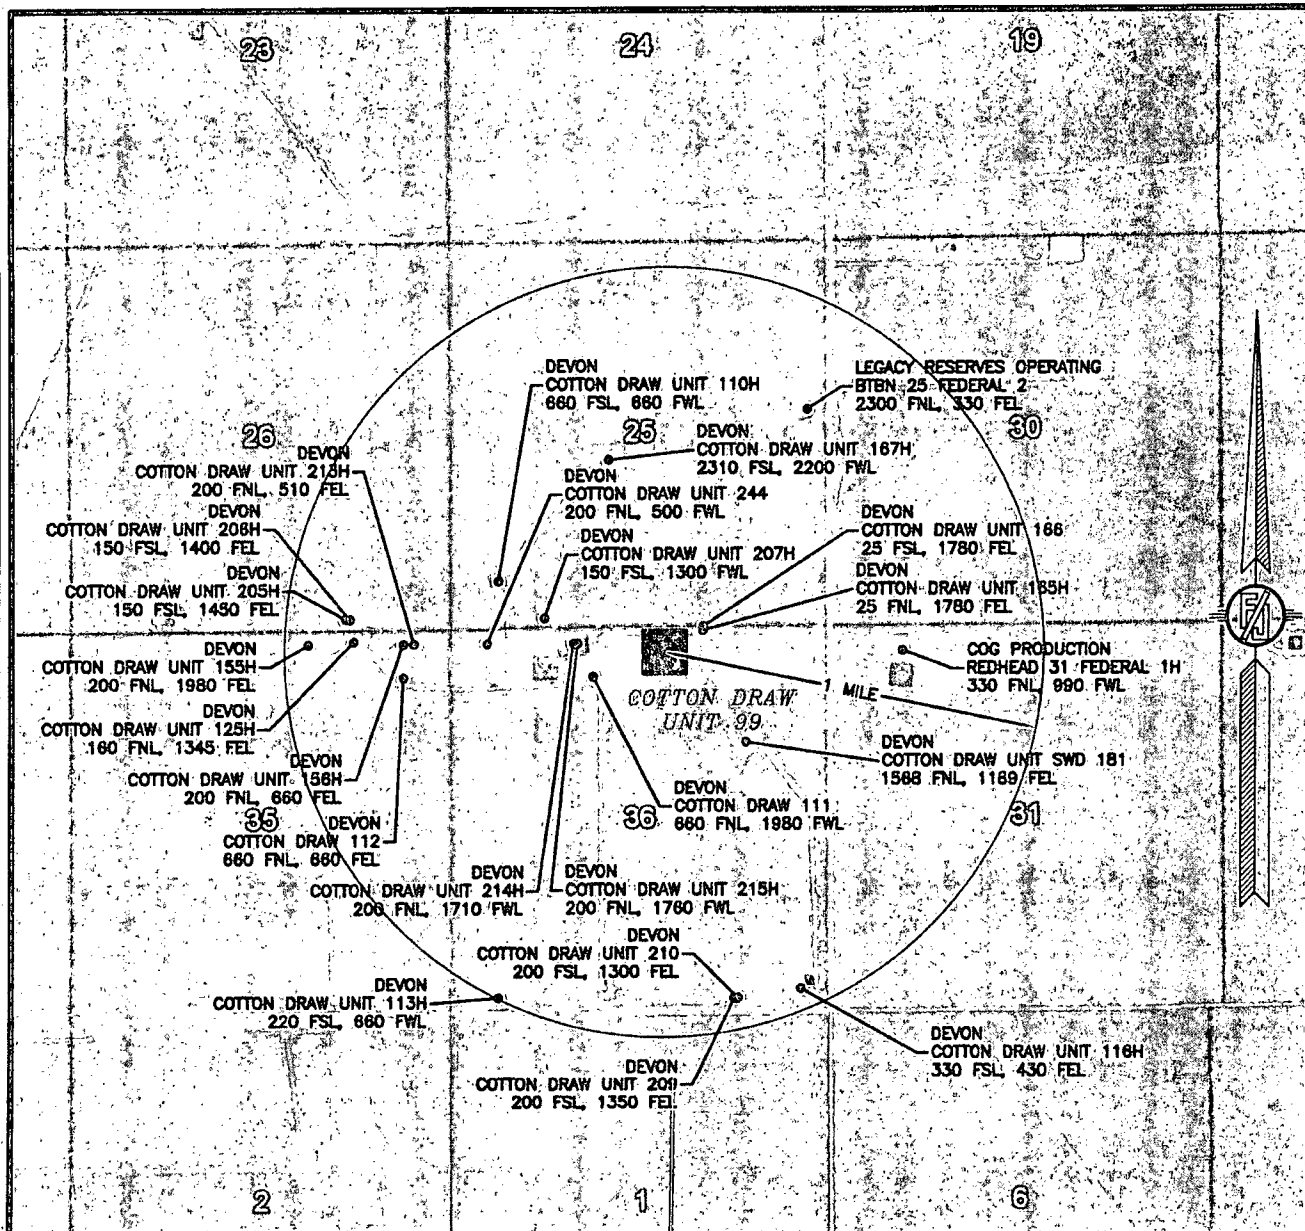 23
24
19
DEVON
COTTON DRAW UNIT 110H
660 FSL, 660 FWL
LEGACY RESERVES OPERATING
BTBN 25 FEDERAL 2
2300 FNL, 330 FEL
26
25
30
DEVON
COTTON DRAW UNIT 167H
2310 FSL, 2200 FWL
DEVON
COTTON DRAW UNIT 213H
200 FNL, 510 FEL
DEVON
COTTON DRAW UNIT 244
200 FNL, 500 FWL
DEVON
COTTON DRAW UNIT 206H
150 FSL, 1400 FEL
DEVON
COTTON DRAW UNIT 207H
150 FSL, 1300 FWL
DEVON
COTTON DRAW UNIT 166
25 FSL, 1780 FEL
DEVON
COTTON DRAW UNIT 205H
150 FSL, 1450 FEL
DEVON
COTTON DRAW UNIT 165H
25 FNL, 1780 FEL
DEVON
COTTON DRAW UNIT 155H
200 FNL, 1980 FEL
COG PRODUCTION
REDHEAD 31 FEDERAL 1H
330 FNL, 990 FWL
COTTON DRAW
UNIT 99
1 MILE
DEVON
COTTON DRAW UNIT 125H
160 FNL, 1345 FEL
DEVON
COTTON DRAW UNIT SWD 181
1568 FNL, 1169 FEL
DEVON
COTTON DRAW UNIT 156H
200 FNL, 660 FEL
DEVON
COTTON DRAW 111
660 FNL, 1980 FWL
35
36
31
DEVON
COTTON DRAW 112
660 FNL, 660 FEL
DEVON
COTTON DRAW UNIT 214H
200 FNL, 1710 FWL
DEVON
COTTON DRAW UNIT 215H
200 FNL, 1760 FWL
DEVON
COTTON DRAW UNIT 210
200 FSL, 1300 FEL
DEVON
COTTON DRAW UNIT 113H
220 FSL, 660 FWL
DEVON
COTTON DRAW UNIT 116H
330 FSL, 430 FEL
DEVON
COTTON DRAW UNIT 209
200 FSL, 1350 FEL
2
1
6